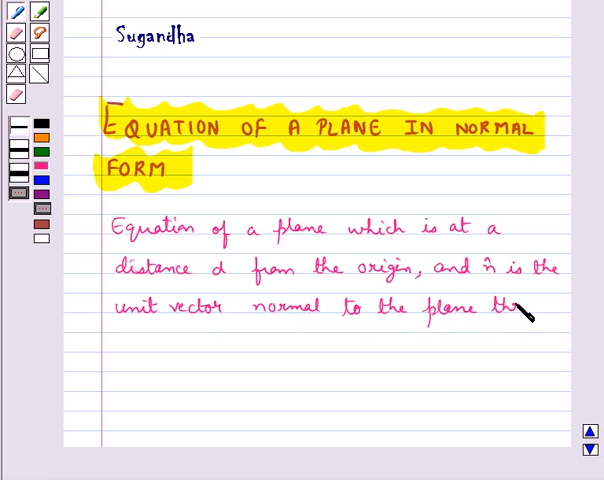 Sugandha
EQUATION OF A PLANE IN NORMAL
FORM
Equation of a plane which is at a
distance d from the origin, and n̂ is the
unit vector normal to the plane th